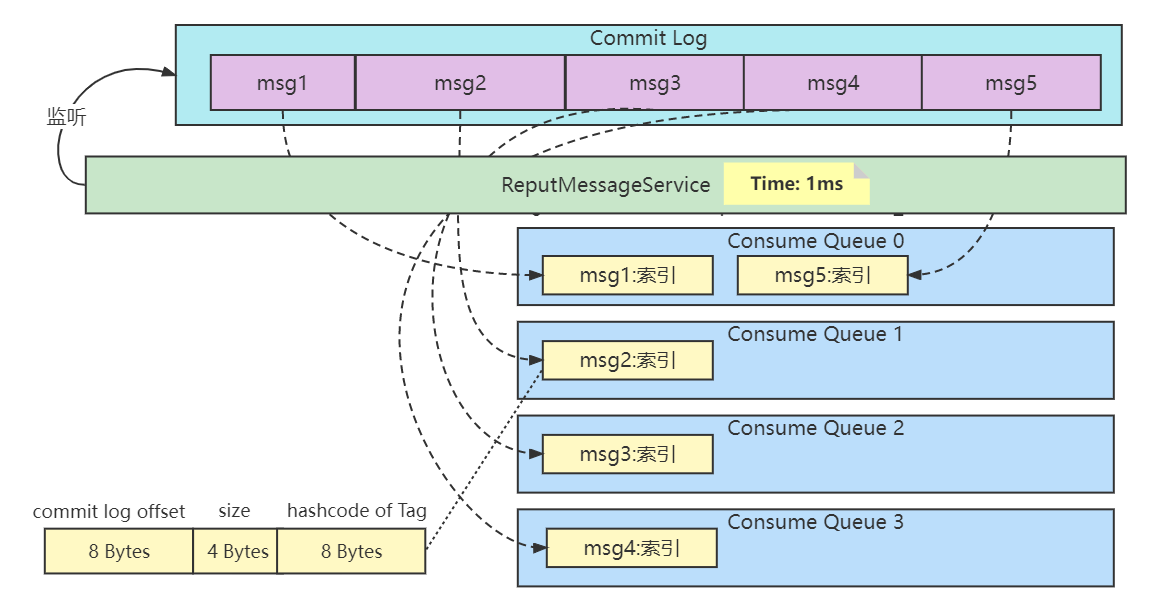 Commit Log
msg1 msg2 msg3 msg4 msg5
监听
ReputMessageService Time: 1ms
Consume Queue 0
msg1:索引 msg5:索引
Consume Queue 1
msg2:索引
Consume Queue 2
msg3:索引
commit log offset size hashcode of Tag
8 Bytes 4 Bytes 8 Bytes
Consume Queue 3
msg4:索引